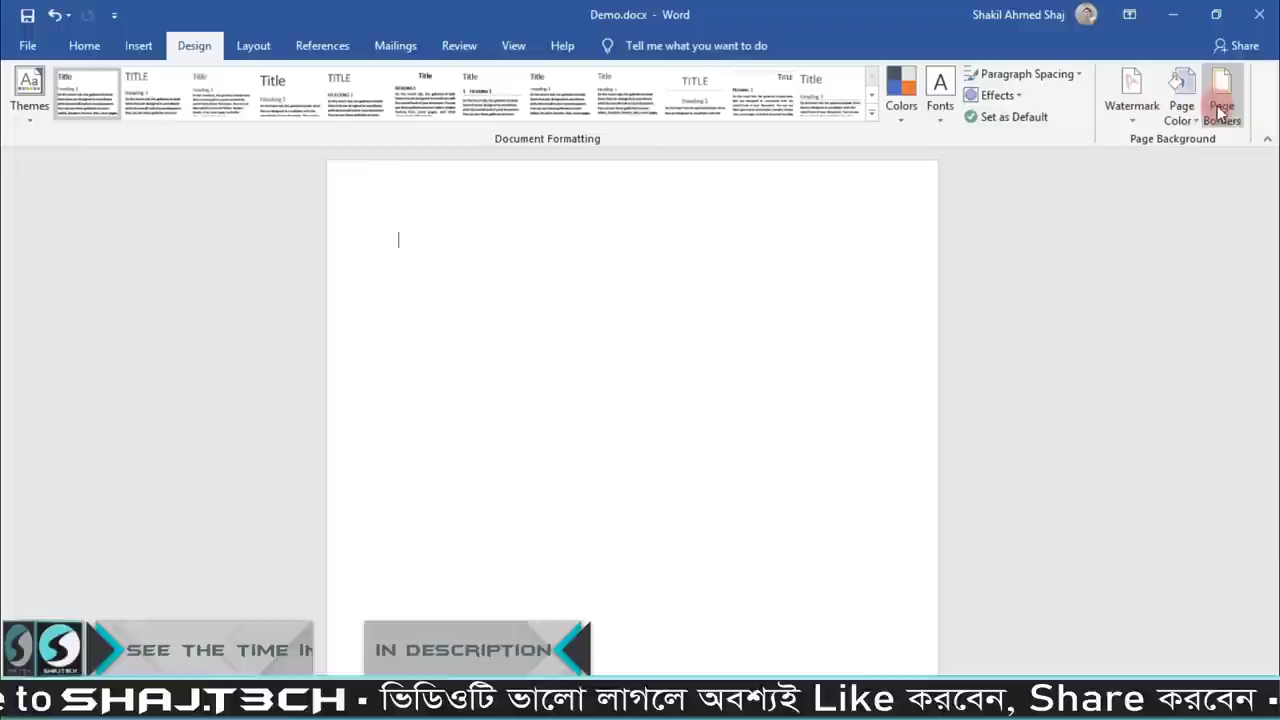 Demo.docx - Word
Shakil Ahmed Shaj
File Home Insert Design Layout References Mailings Review View Help Tell me what you want to do Share
Themes
Title TITLE Title Title TITLE Title Title Title Title TITLE Title Title
Colors
Fonts
Paragraph Spacing
Effects
Set as Default
Watermark
Page Color
Page Borders
Document Formatting
Page Background
SEE THE TIME IN
IN DESCRIPTION
SHAJTECH
e to SHAJ.T3CH · ভিডিওটি ভালো লাগলে অবশ্যই Like করবেন, Share করবেন ·